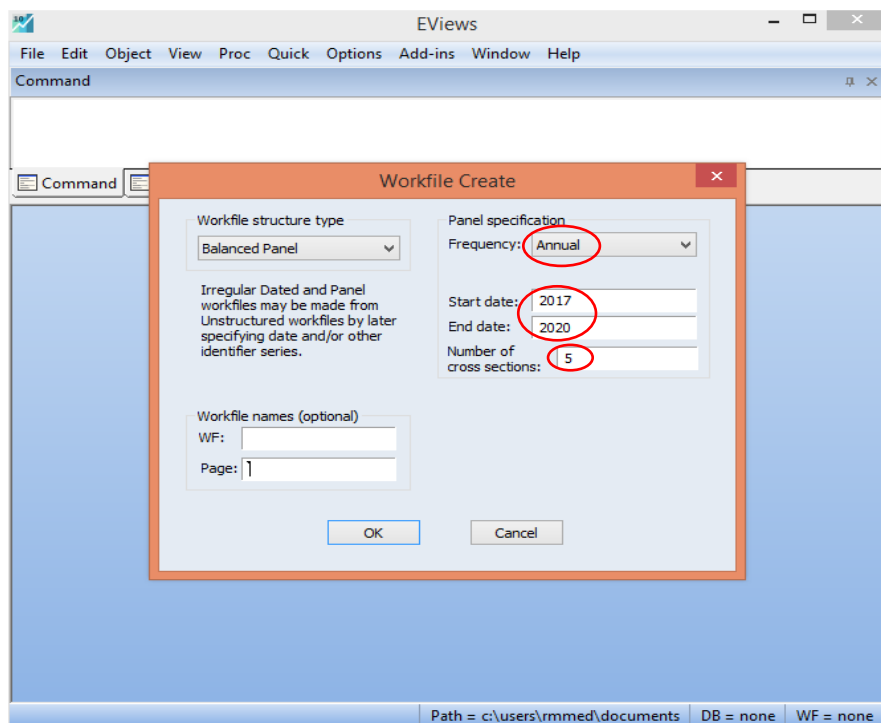 EViews
File Edit Object View Proc Quick Options Add-ins Window Help
Command
Command
Workfile Create
Workfile structure type
Balanced Panel
Irregular Dated and Panel
workfiles may be made from
Unstructured workfiles by later
specifying date and/or other
identifier series.
Panel specification
Frequency: Annual
Start date: 2017
End date: 2020
Number of
cross sections: 5
Workfile names (optional)
WF:
Page:
OK Cancel
Path = c:\users\rmmed\documents DB = none WF = none